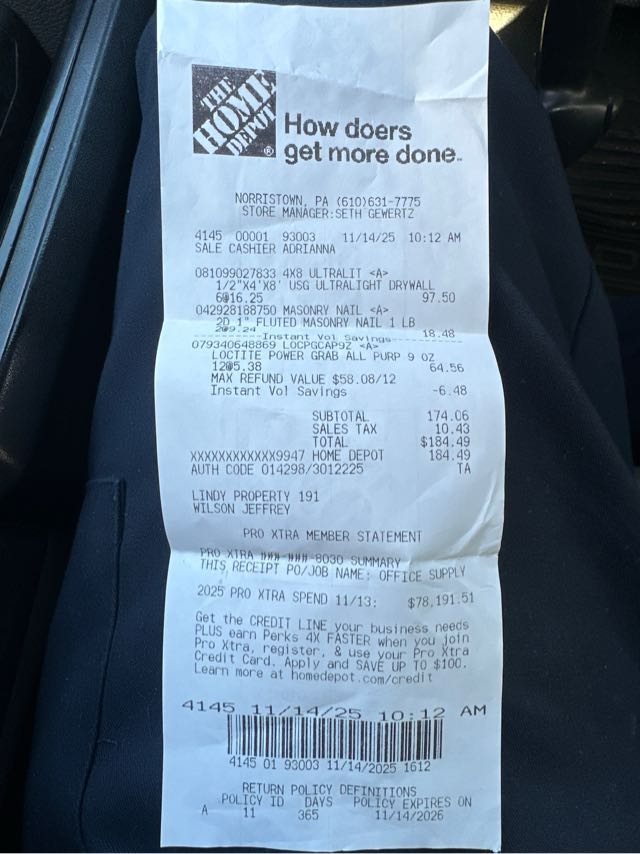 THE
HOME
DEPOT
®
How doers
get more done™
NORRISTOWN, PA (610)631-7775
STORE MANAGER:SETH GEWERTZ
4145 00001 93003 11/14/25 10:12 AM
SALE CASHIER ADRIANNA
081099027833 4X8 ULTRALIT <A>
1/2"X4'X8' USG ULTRALIGHT DRYWALL
6@16.25 97.50
042928188750 MASONRY NAIL <A>
2D 1" FLUTED MASONRY NAIL 1 LB
2@9.24 18.48
Instant Vol Savings
079340648869 LOCPGCAP9Z <A>
LOCTITE POWER GRAB ALL PURP 9 OZ
12@5.38 64.56
MAX REFUND VALUE $58.08/12
Instant Vol Savings -6.48
SUBTOTAL 174.06
SALES TAX 10.43
TOTAL $184.49
XXXXXXXXXXXX9947 HOME DEPOT 184.49
AUTH CODE 014298/3012225 TA
LINDY PROPERTY 191
WILSON JEFFREY
PRO XTRA MEMBER STATEMENT
PRO XTRA ###-###-8030 SUMMARY
THIS RECEIPT PO/JOB NAME: OFFICE SUPPLY
2025 PRO XTRA SPEND 11/13: $78,191.51
Get the CREDIT LINE your business needs
PLUS earn Perks 4X FASTER when you join
Pro Xtra, register, & use your Pro Xtra
Credit Card. Apply and SAVE UP TO $100.
Learn more at homedepot.com/credit
4145 11/14/25 10:12 AM
4145 01 93003 11/14/2025 1612
RETURN POLICY DEFINITIONS
POLICY ID DAYS POLICY EXPIRES ON
A 11 365 11/14/2026